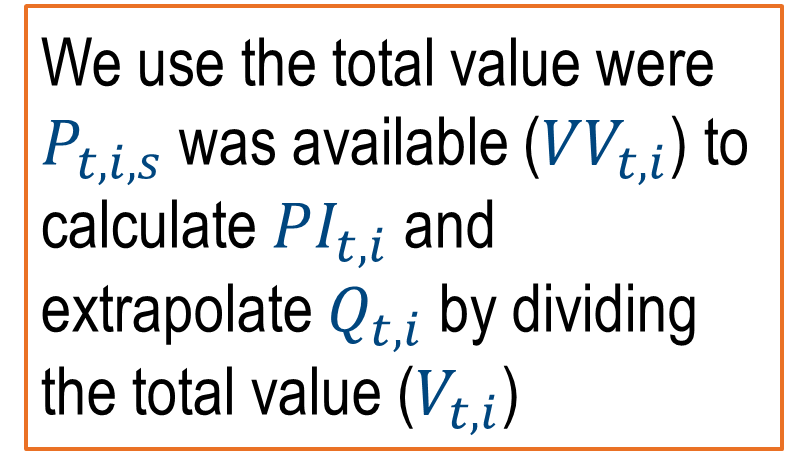 We use the total value were
P_{t,i,s} was available (VV_{t,i}) to
calculate PI_{t,i} and
extrapolate Q_{t,i} by dividing
the total value (V_{t,i})